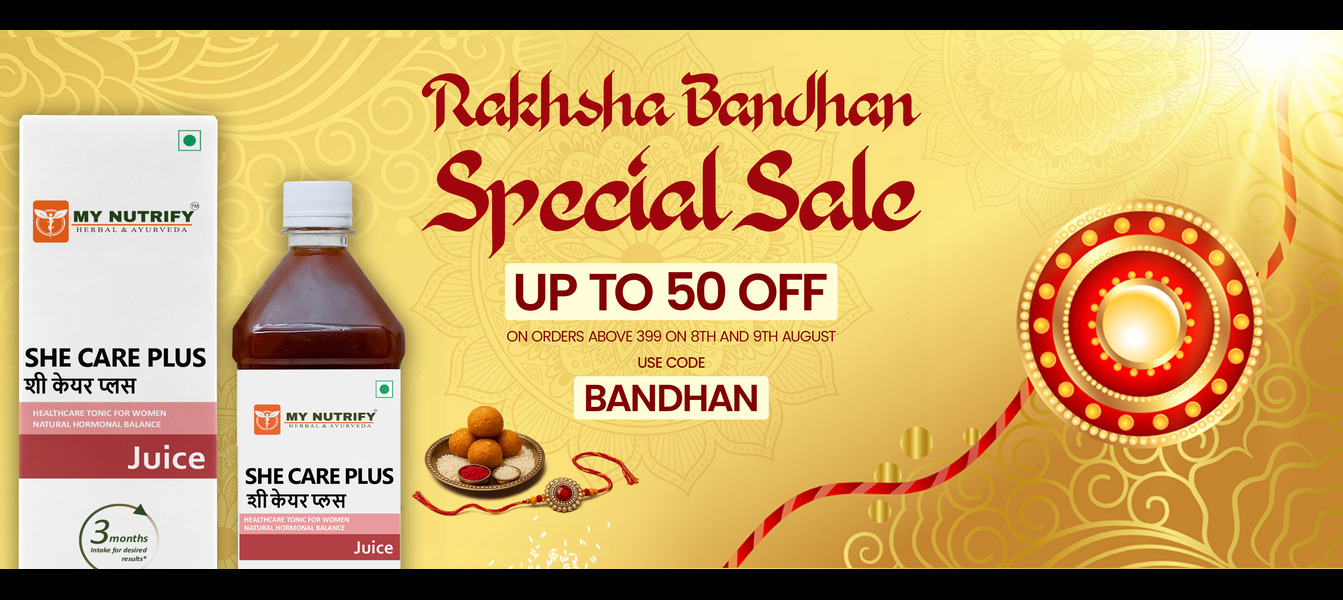 Rakhsha Bandhan
Special Sale
UP TO 50 OFF
ON ORDERS ABOVE 399 ON 8TH AND 9TH AUGUST
USE CODE
BANDHAN
MY NUTRIFY™
HERBAL & AYURVEDA
SHE CARE PLUS
शी केयर प्लस
HEALTHCARE TONIC FOR WOMEN
NATURAL HORMONAL BALANCE
Juice
3 months
Intake for desired
results*
MY NUTRIFY
HERBAL & AYURVEDA
SHE CARE PLUS
शी केयर प्लस
HEALTHCARE TONIC FOR WOMEN
NATURAL HORMONAL BALANCE
Juice